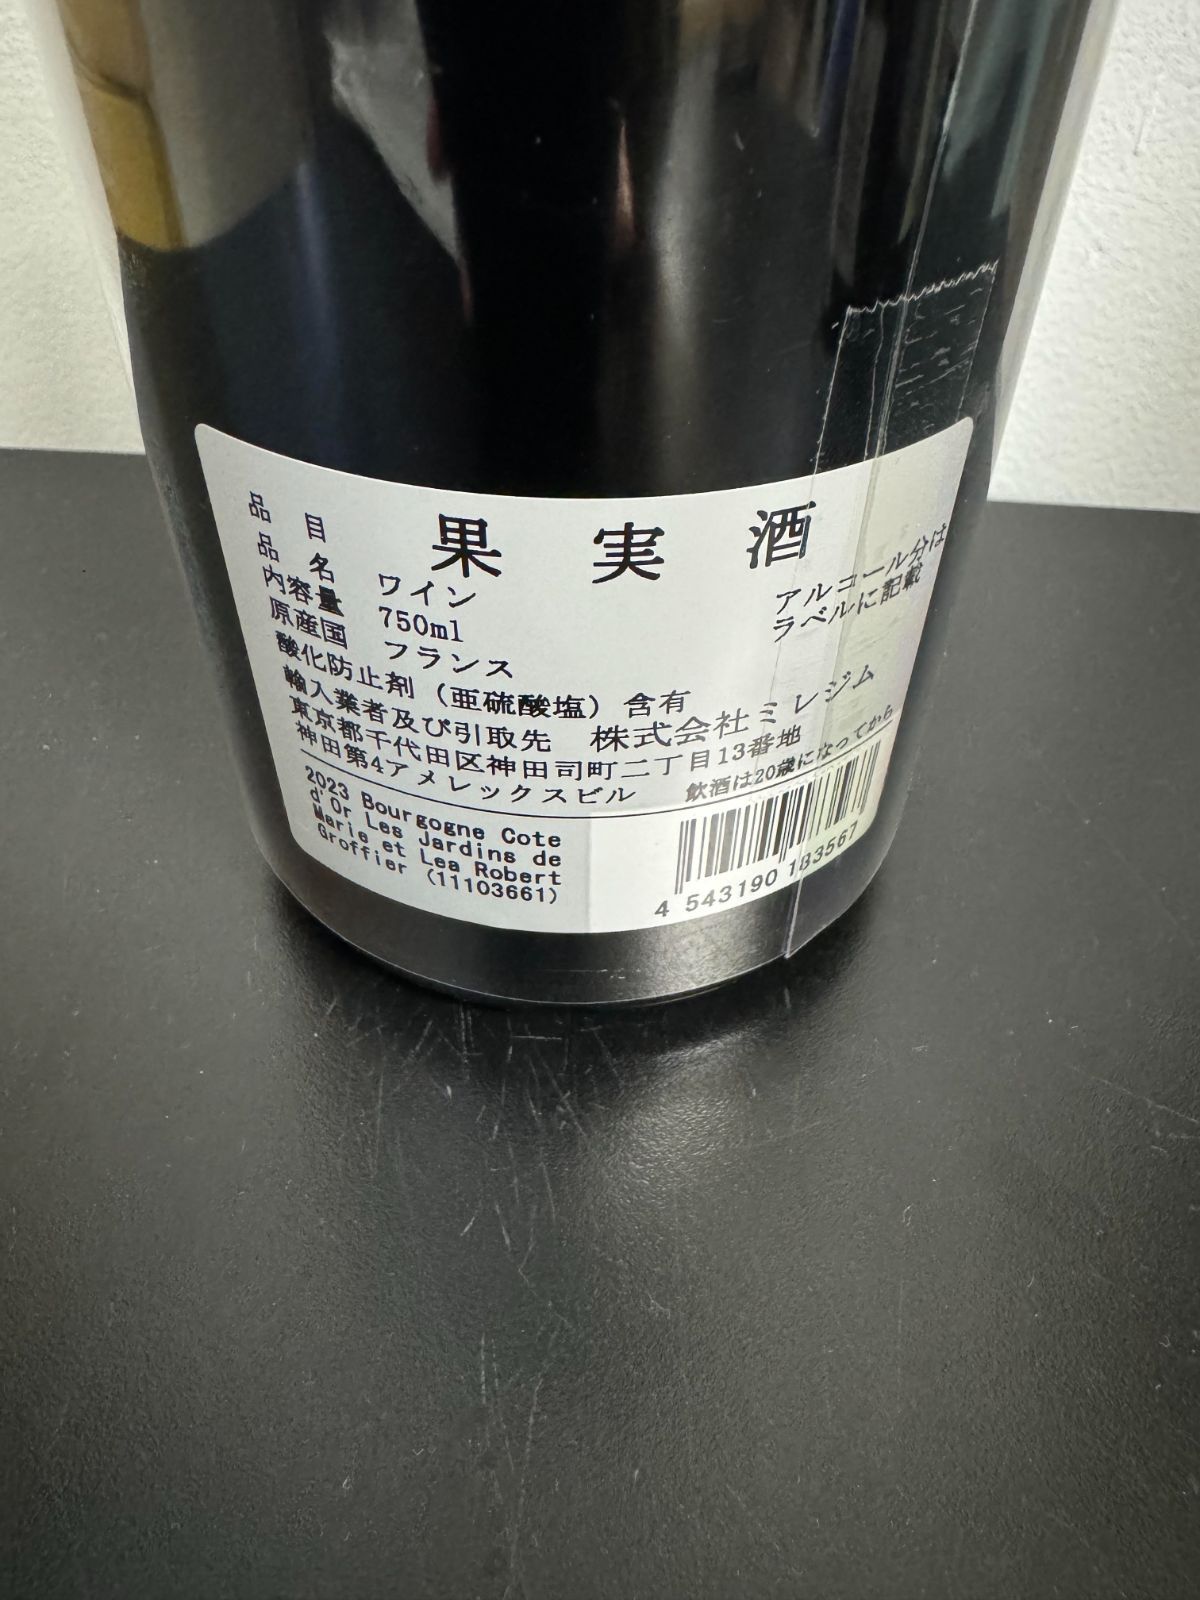 品目 果実酒
品名 ワイン
内容量 750ml アルコール分は
原産国 フランス ラベルに記載
酸化防止剤（亜硫酸塩）含有
輸入業者及び引取先 株式会社ミレジム
東京都千代田区神田司町二丁目13番地
神田第4アメレックスビル 飲酒は20歳になってから
2023 Bourgogne Cote
d'Or Les Jardins de
Marie et Lea Robert
Groffier (11103661)
4 543190 183567